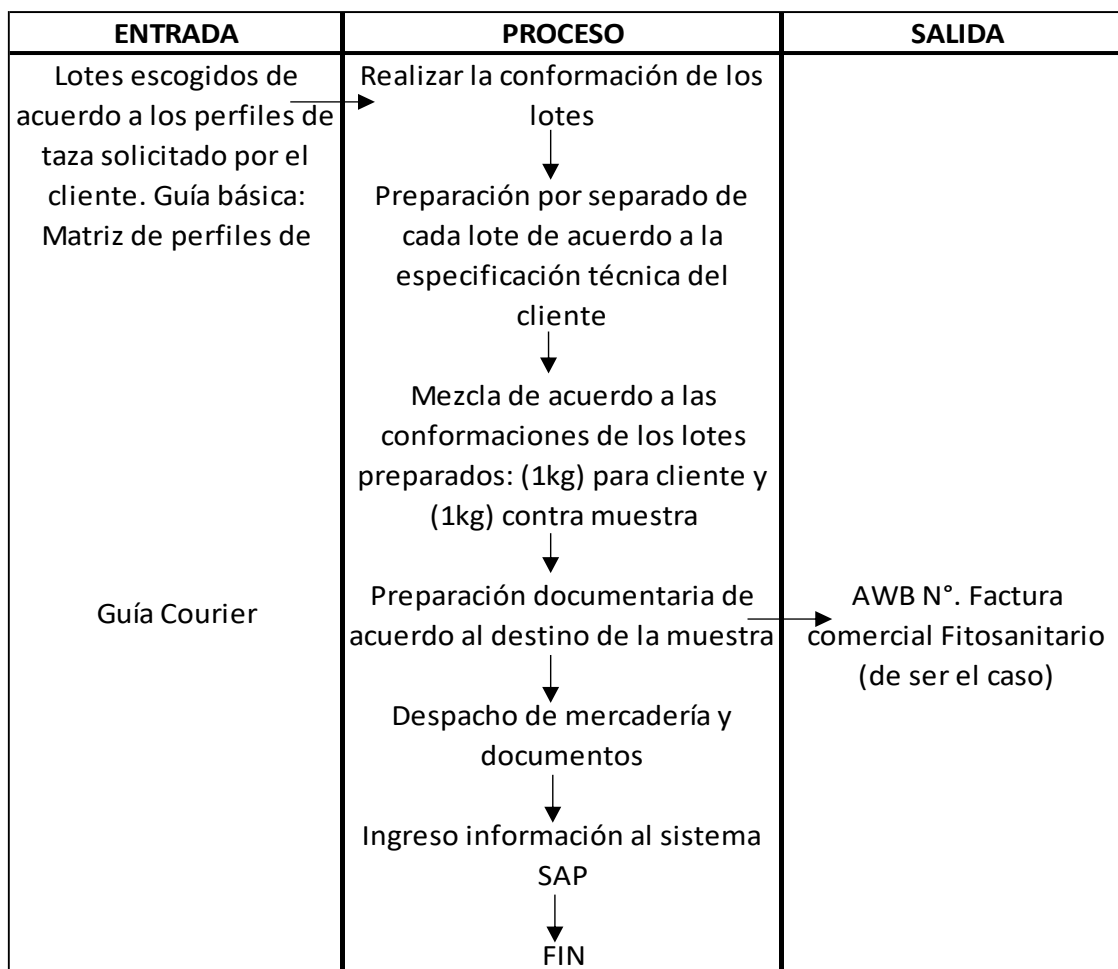 ENTRADA
PROCESO
SALIDA
Lotes escogidos de
acuerdo a los perfiles de
taza solicitado por el
cliente. Guía básica:
Matriz de perfiles de
Realizar la conformación de los
lotes
Preparación por separado de
cada lote de acuerdo a la
especificación técnica del
cliente
Mezcla de acuerdo a las
conformaciones de los lotes
preparados: (1kg) para cliente y
(1kg) contra muestra
Guía Courier
Preparación documentaria de
acuerdo al destino de la muestra
AWB N°. Factura
comercial Fitosanitario
(de ser el caso)
Despacho de mercadería y
documentos
Ingreso información al sistema
SAP
FIN